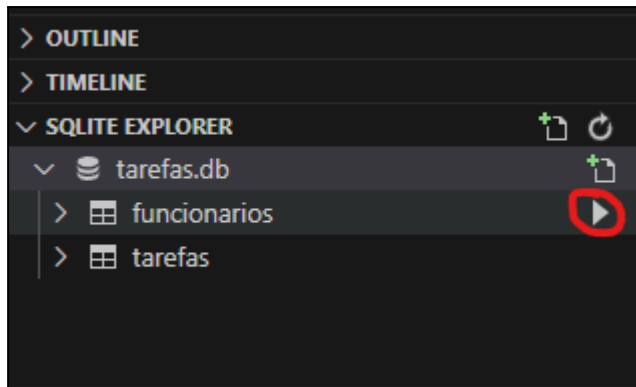 OUTLINE
TIMELINE
SQLITE EXPLORER
tarefas.db
funcionarios
tarefas